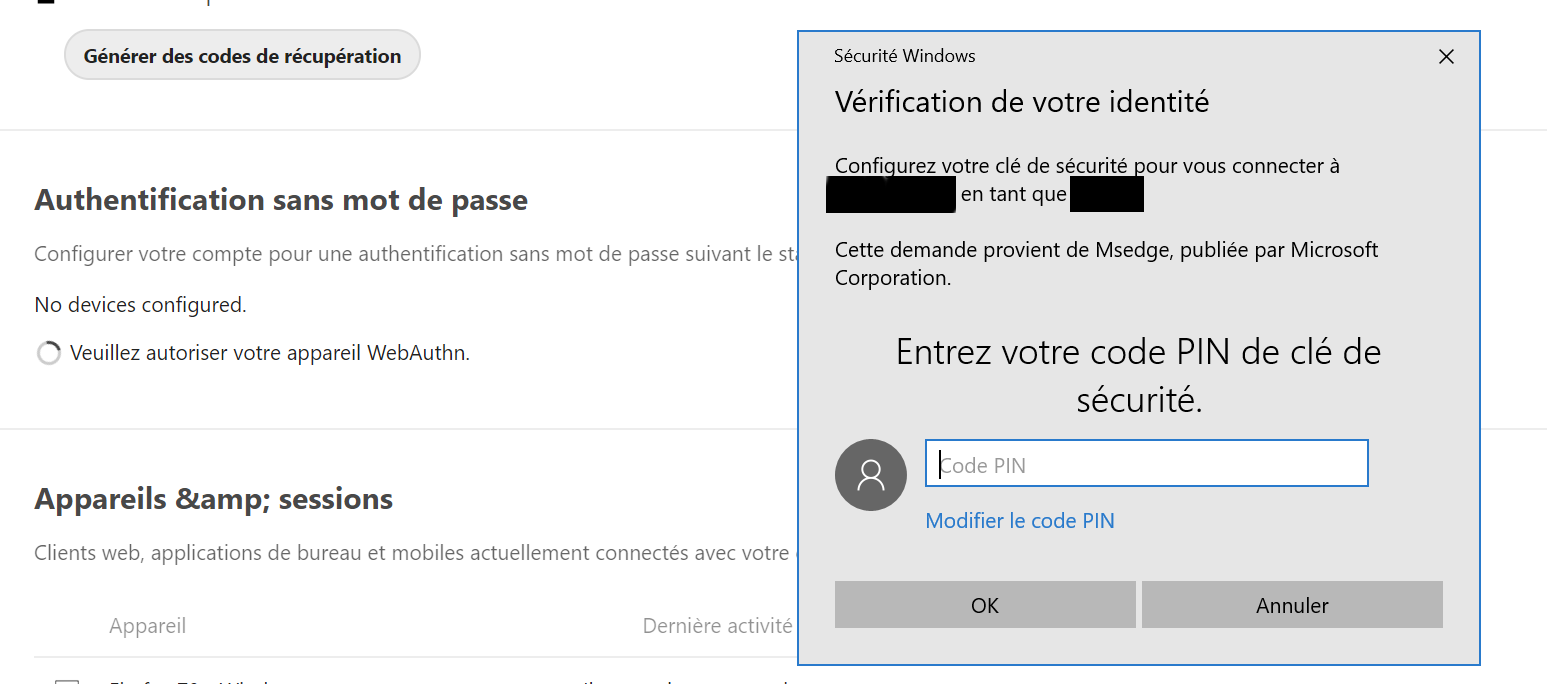 Générer des codes de récupération
Authentification sans mot de passe
Configurer votre compte pour une authentification sans mot de passe suivant le
No devices configured.
Veuillez autoriser votre appareil WebAuthn.
Appareils &amp; sessions
Clients web, applications de bureau et mobiles actuellement connectés avec votre
Appareil
Dernière activité
Sécurité Windows
Vérification de votre identité
Configurez votre clé de sécurité pour vous connecter à
en tant que
Cette demande provient de Msedge, publiée par Microsoft
Corporation.
Entrez votre code PIN de clé de
sécurité.
Code PIN
Modifier le code PIN
OK
Annuler